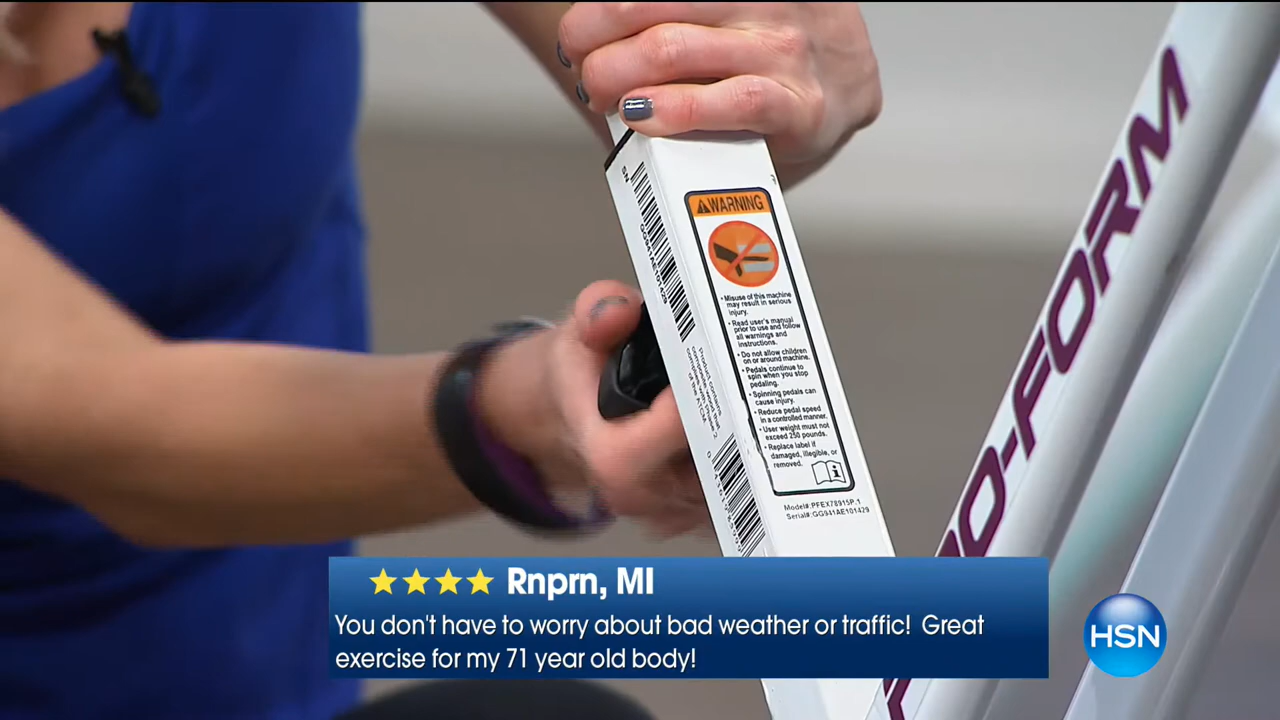 WARNING
• Misuse of this machine
may result in serious
injury.
• Read user's manual
prior to use and follow
all warnings and
instructions.
• Do not allow children
on or around machine.
• Pedals continue to
spin when you stop
pedaling.
• Spinning pedals can
cause injury.
• Reduce pedal speed
in a controlled manner.
• User weight must not
exceed 250 pounds.
• Replace label if
damaged, illegible, or
removed.
Model#:PFEX78915P.1
Serial#:GG941AE101429
SN
GG941AE101429
O-FORM
Rnprn, MI
You don't have to worry about bad weather or traffic! Great
exercise for my 71 year old body!
HSN